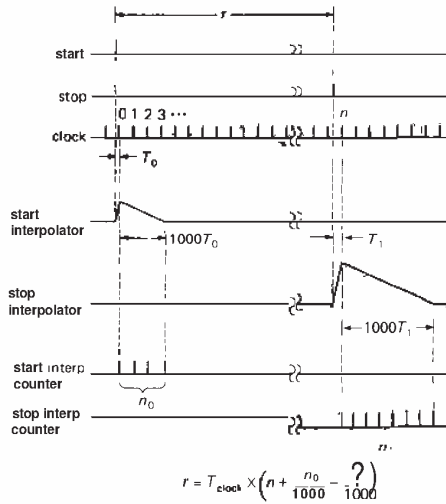 τ
start
stop
0 1 2 3 ··· n
clock
T₀
start
interpolator
1000T₀
T₁
stop
interpolator
1000T₁
start interp
counter
n₀
stop interp
counter
n.
r = T_clock × (n + n₀/1000 − ?/1000)